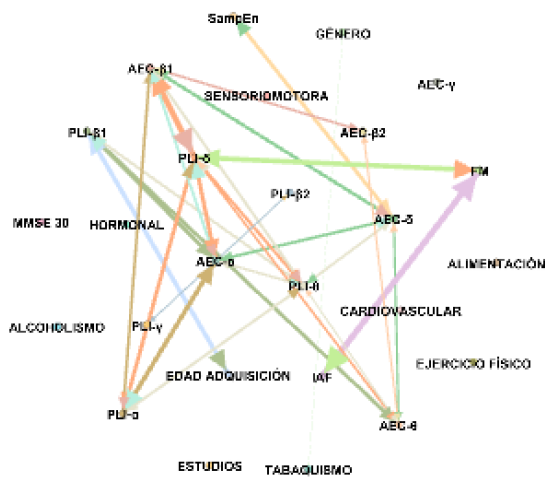 SampEn
GÉNERO
AEC-β1
AEC-γ
SENSORIOMOTORA
PLI-β1
AEC-β2
PLI-δ
FM
PLI-β2
MMSE 30
HORMONAL
AEC-δ
AEC-α
ALIMENTACIÓN
PLI-θ
CARDIOVASCULAR
ALCOHOLISMO
PLI-γ
EJERCICIO FÍSICO
EDAD ADQUISICIÓN
IAF
PLI-α
AEC-θ
ESTUDIOS
TABAQUISMO